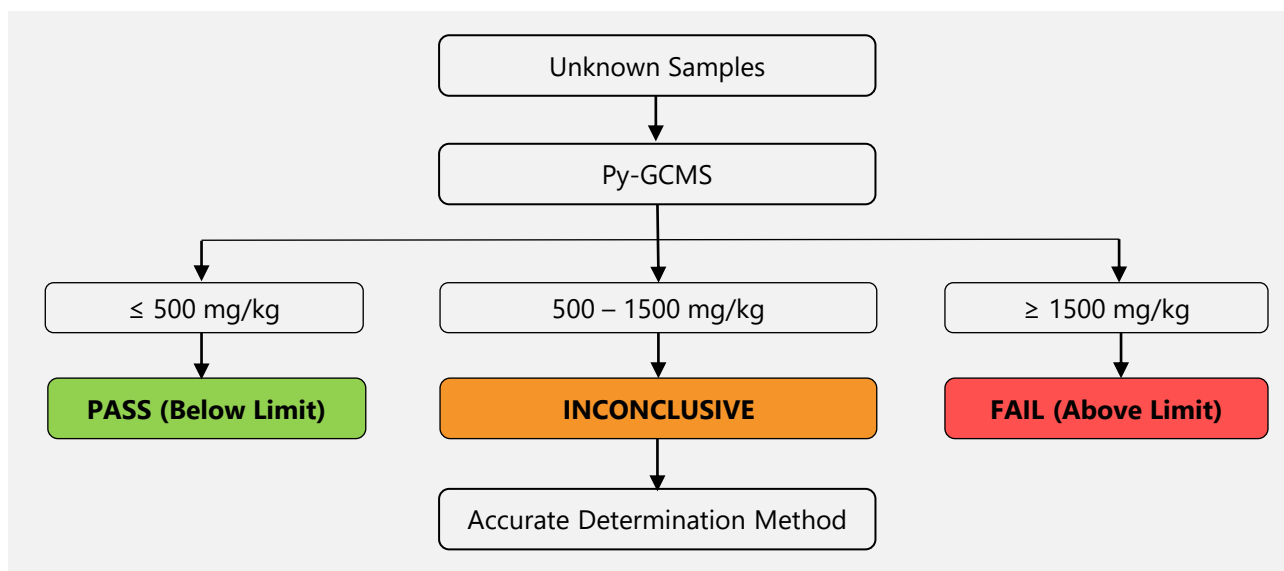 Unknown Samples
Py-GCMS
≤ 500 mg/kg
500 – 1500 mg/kg
≥ 1500 mg/kg
PASS (Below Limit)
INCONCLUSIVE
FAIL (Above Limit)
Accurate Determination Method